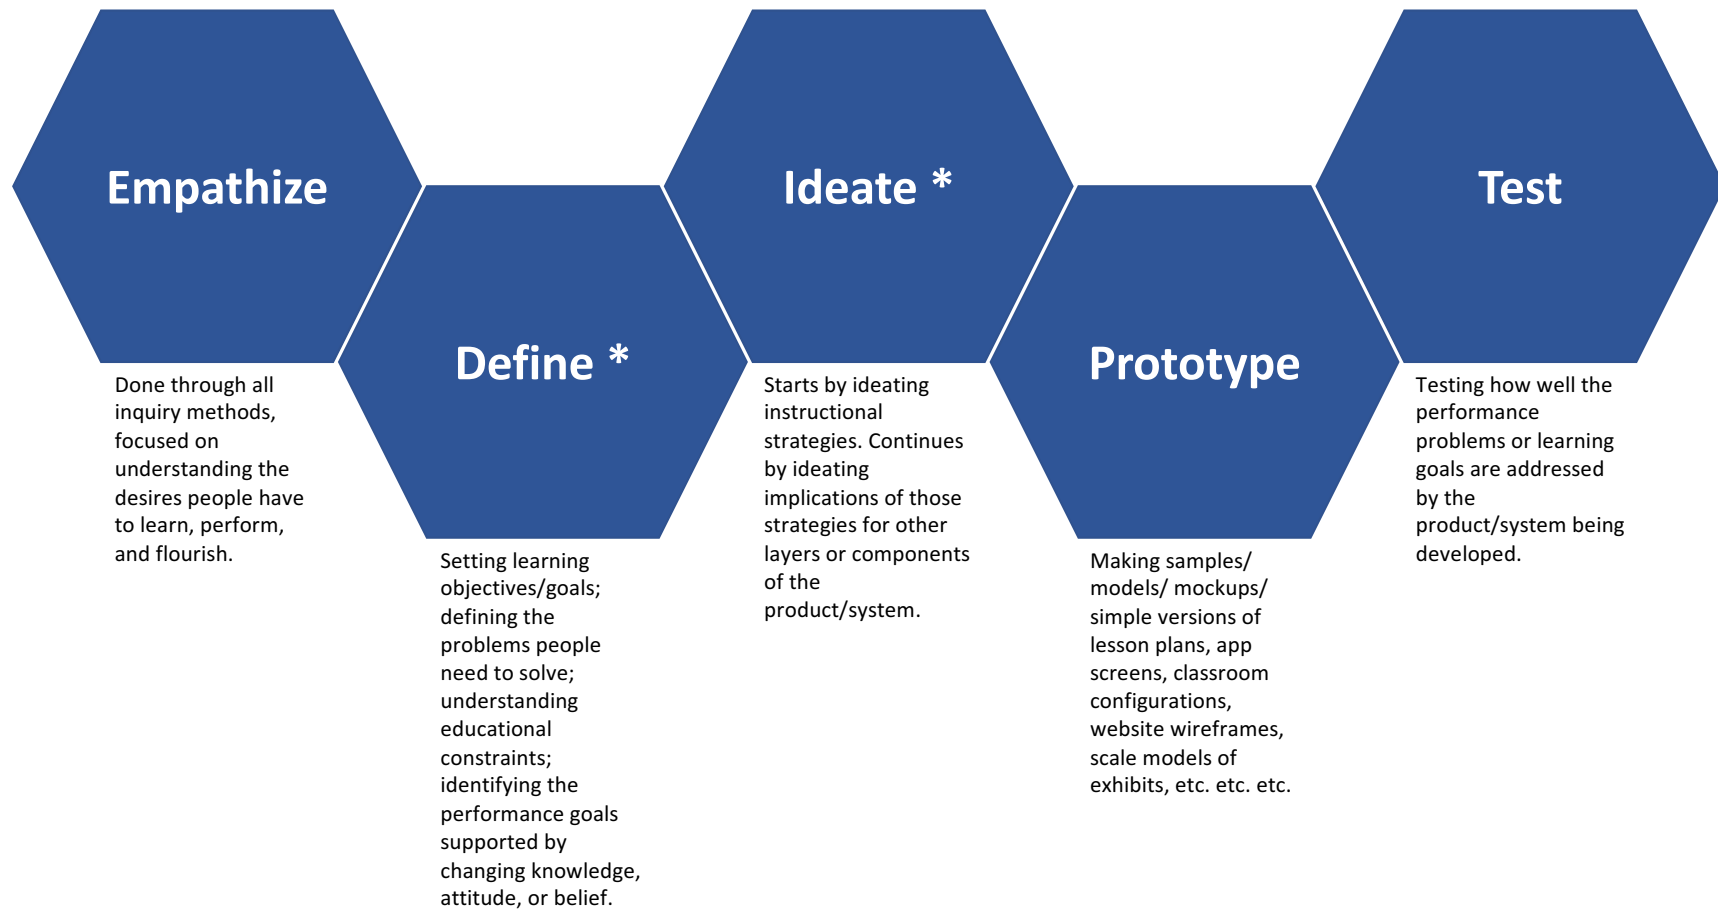 Empathize
Done through all
inquiry methods,
focused on
understanding the
desires people have
to learn, perform,
and flourish.
Define *
Setting learning
objectives/goals;
defining the
problems people
need to solve;
understanding
educational
constraints;
identifying the
performance goals
supported by
changing knowledge,
attitude, or belief.
Ideate *
Starts by ideating
instructional
strategies. Continues
by ideating
implications of those
strategies for other
layers or components
of the
product/system.
Prototype
Making samples/
models/ mockups/
simple versions of
lesson plans, app
screens, classroom
configurations,
website wireframes,
scale models of
exhibits, etc. etc. etc.
Test
Testing how well the
performance
problems or learning
goals are addressed
by the
product/system being
developed.